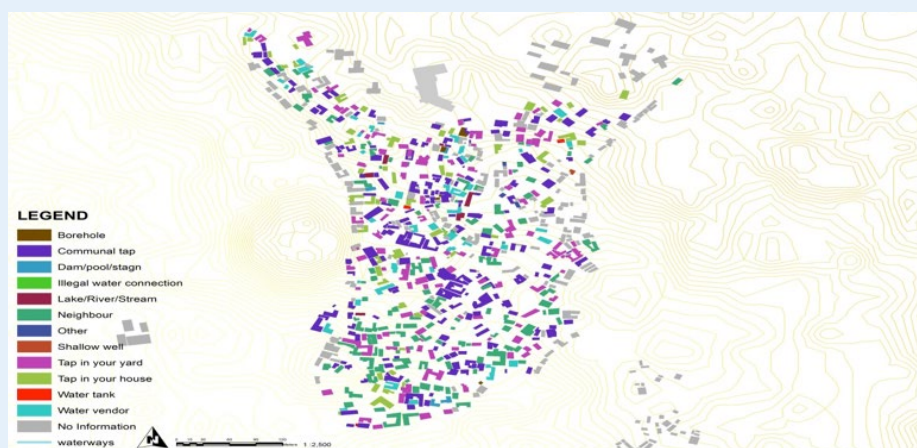 LEGEND
Borehole
Communal tap
Dam/pool/stagn
Illegal water connection
Lake/River/Stream
Neighbour
Other
Shallow well
Tap in your yard
Tap in your house
Water tank
Water vendor
No Information
waterways
1:2,500